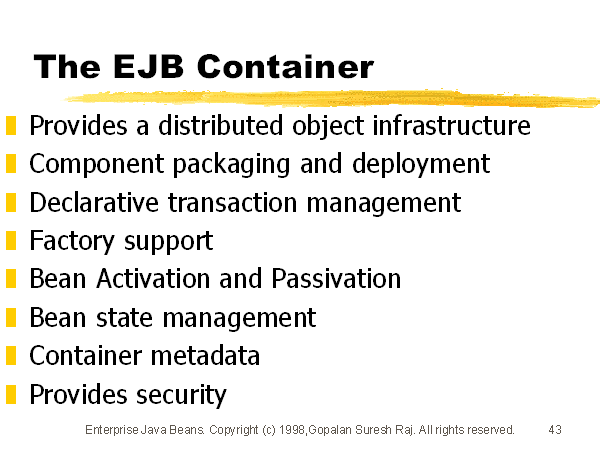 The EJB Container
Provides a distributed object infrastructure
Component packaging and deployment
Declarative transaction management
Factory support
Bean Activation and Passivation
Bean state management
Container metadata
Provides security
Enterprise Java Beans. Copyright (c) 1998,Gopalan Suresh Raj. All rights reserved. 43